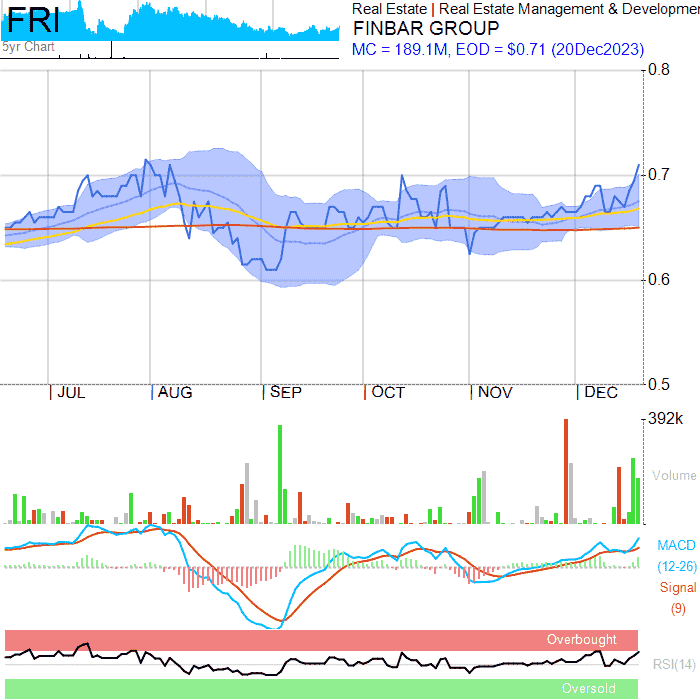 FRI
5yr Chart
Real Estate | Real Estate Management & Developmen
FINBAR GROUP
MC = 189.1M, EOD = $0.71 (20Dec2023)
0.8
0.7
0.6
0.5
JUL
AUG
SEP
OCT
NOV
DEC
392k
Volume
MACD
(12-26)
Signal
(9)
Overbought
RSI(14)
Oversold